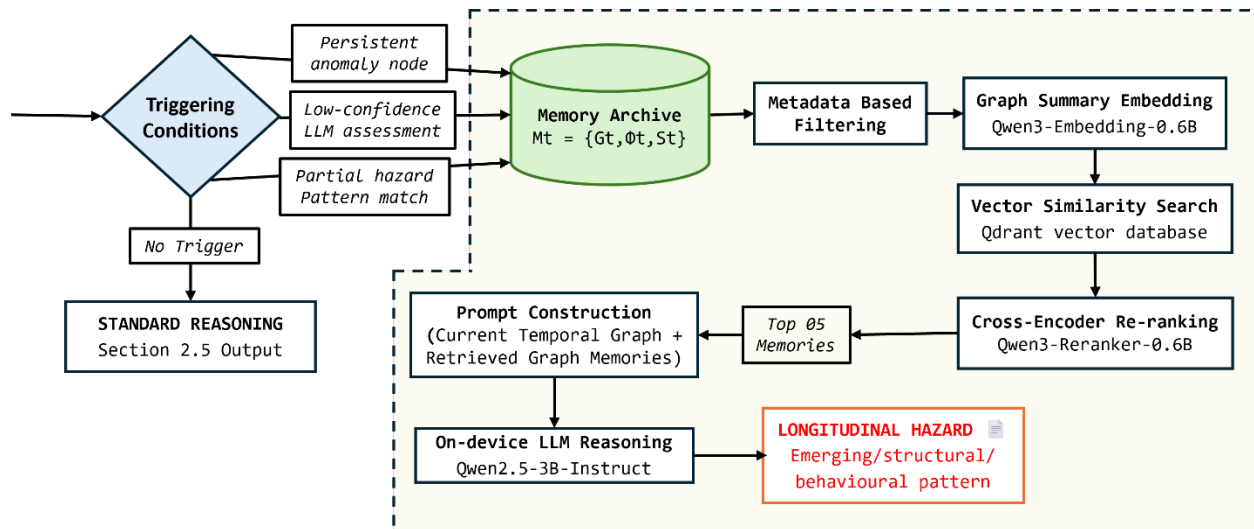 Persistent
anomaly node
Triggering
Conditions
Low-confidence
LLM assessment
Partial hazard
Pattern match
No Trigger
STANDARD REASONING
Section 2.5 Output
Memory Archive
Mt = {Gt,Φt,St}
Metadata Based
Filtering
Graph Summary Embedding
Qwen3-Embedding-0.6B
Vector Similarity Search
Qdrant vector database
Cross-Encoder Re-ranking
Qwen3-Reranker-0.6B
Top 05
Memories
Prompt Construction
(Current Temporal Graph +
Retrieved Graph Memories)
On-device LLM Reasoning
Qwen2.5-3B-Instruct
LONGITUDINAL HAZARD
Emerging/structural/
behavioural pattern